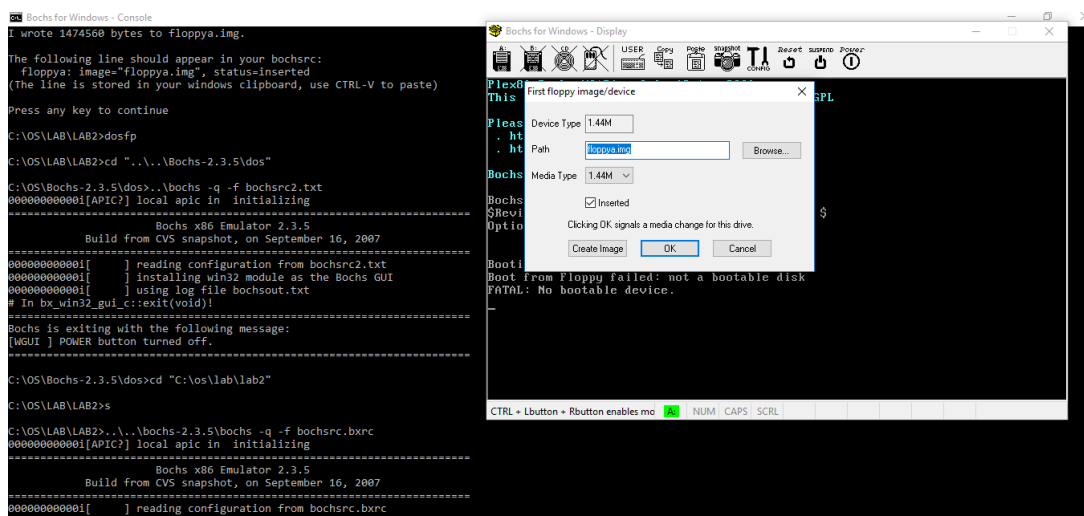 Bochs for Windows - Console
I wrote 1474560 bytes to floppya.img.
The following line should appear in your bochsrc:
floppya: image="floppya.img", status=inserted
(The line is stored in your windows clipboard, use CTRL-V to paste)
Press any key to continue
C:\OS\LAB\LAB2>dosfp
C:\OS\LAB\LAB2>cd "..\..\Bochs-2.3.5\dos"
C:\OS\Bochs-2.3.5\dos>..\bochs -q -f bochsrc2.txt
00000000000i[APIC?] local apic in  initializing
========================================================================
Bochs x86 Emulator 2.3.5
Build from CVS snapshot, on September 16, 2007
========================================================================
00000000000i[     ] reading configuration from bochsrc2.txt
00000000000i[     ] installing win32 module as the Bochs GUI
00000000000i[     ] using log file bochsout.txt
# In bx_win32_gui_c::exit(void)!
========================================================================
Bochs is exiting with the following message:
[WGUI ] POWER button turned off.
========================================================================
C:\OS\Bochs-2.3.5\dos>cd "C:\os\lab\lab2"
C:\OS\LAB\LAB2>s
C:\OS\LAB\LAB2>..\..\bochs-2.3.5\bochs -q -f bochsrc.bxrc
00000000000i[APIC?] local apic in  initializing
========================================================================
Bochs x86 Emulator 2.3.5
Build from CVS snapshot, on September 16, 2007
========================================================================
00000000000i[     ] reading configuration from bochsrc.bxrc
Bochs for Windows - Display
A: B: CD USER Copy Paste snapshot CONFIG Reset SUSPEND Power
Plex8
This GPL
Pleas
. ht
. ht
Bochs
Bochs
$Revi $
Optio
Booti
Boot from Floppy failed: not a bootable disk
FATAL: No bootable device.
_
First floppy image/device
Device Type 1.44M
Path floppya.img Browse...
Media Type 1.44M
Inserted
Clicking OK signals a media change for this drive.
Create Image OK Cancel
CTRL + Lbutton + Rbutton enables mo A: NUM CAPS SCRL